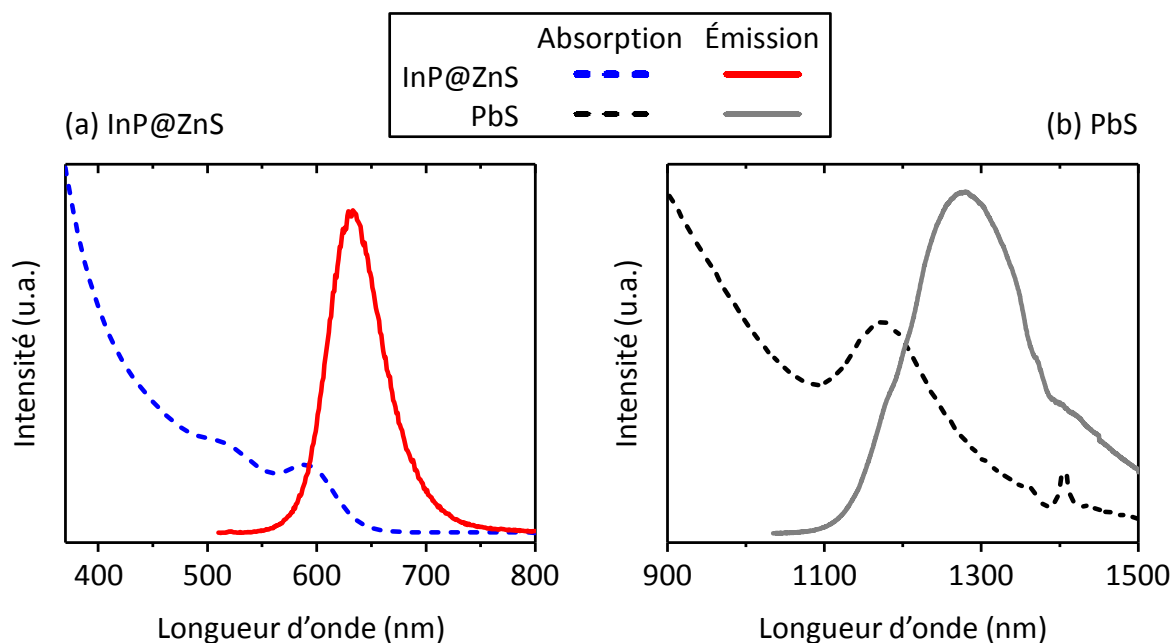 Absorption Émission
InP@ZnS
PbS
(a) InP@ZnS
(b) PbS
Intensité (u.a.)
400 500 600 700 800
Longueur d’onde (nm)
Intensité (u.a.)
900 1100 1300 1500
Longueur d’onde (nm)